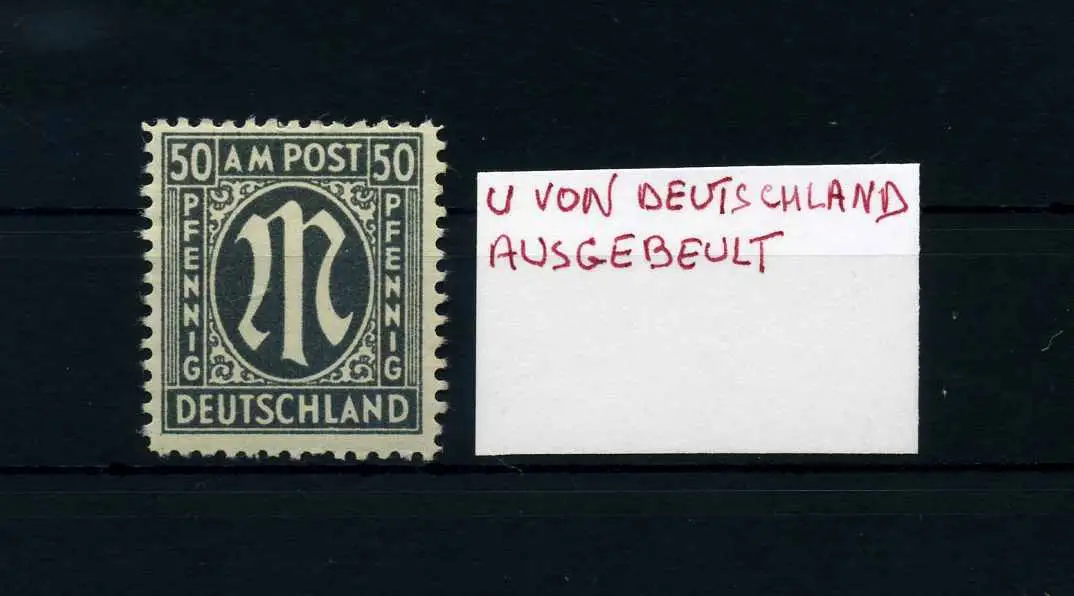 50 AM POST 50
PFENNIG
M
PFENNIG
DEUTSCHLAND
U VON DEUTSCHLAND
AUSGEBEULT